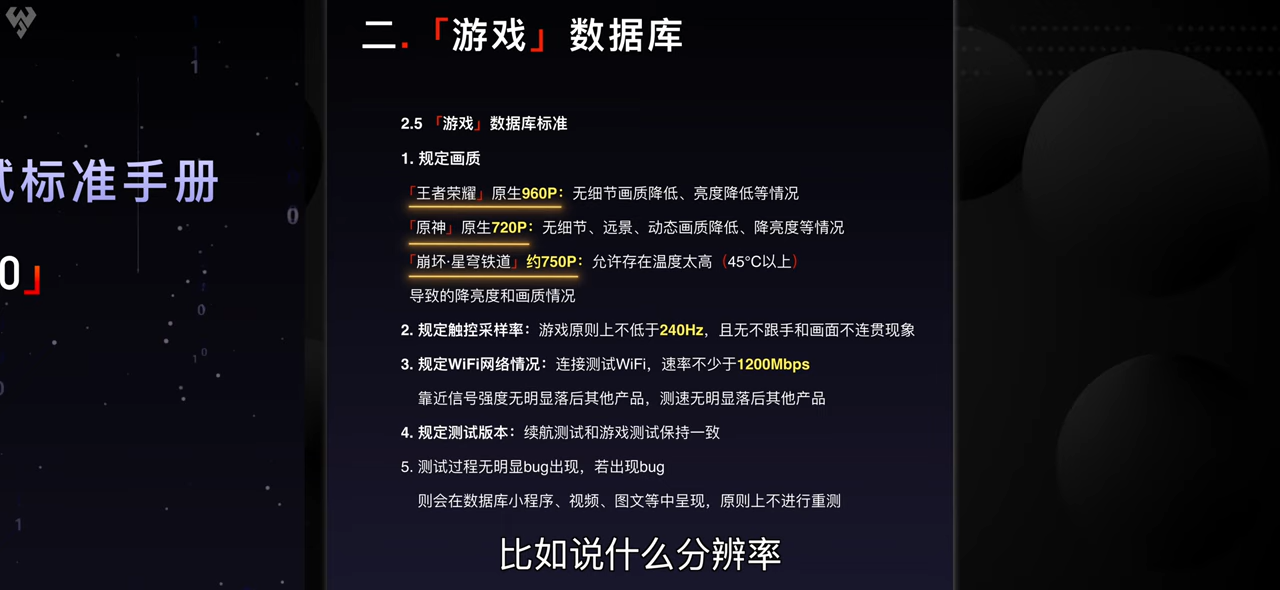 二.「游戏」数据库
2.5 「游戏」数据库标准
1. 规定画质
「王者荣耀」原生960P：无细节画质降低、亮度降低等情况
「原神」原生720P：无细节、远景、动态画质降低、降亮度等情况
「崩坏·星穹铁道」约750P：允许存在温度太高（45°C以上）
导致的降亮度和画质情况
2. 规定触控采样率：游戏原则上不低于240Hz，且无不跟手和画面不连贯现象
3. 规定WiFi网络情况：连接测试WiFi，速率不少于1200Mbps
靠近信号强度无明显落后其他产品，测速无明显落后其他产品
4. 规定测试版本：续航测试和游戏测试保持一致
5. 测试过程无明显bug出现，若出现bug
则会在数据库小程序、视频、图文等中呈现，原则上不进行重测
试标准手册
0」
1
1
0
0
1
0
0
1
比如说什么分辨率